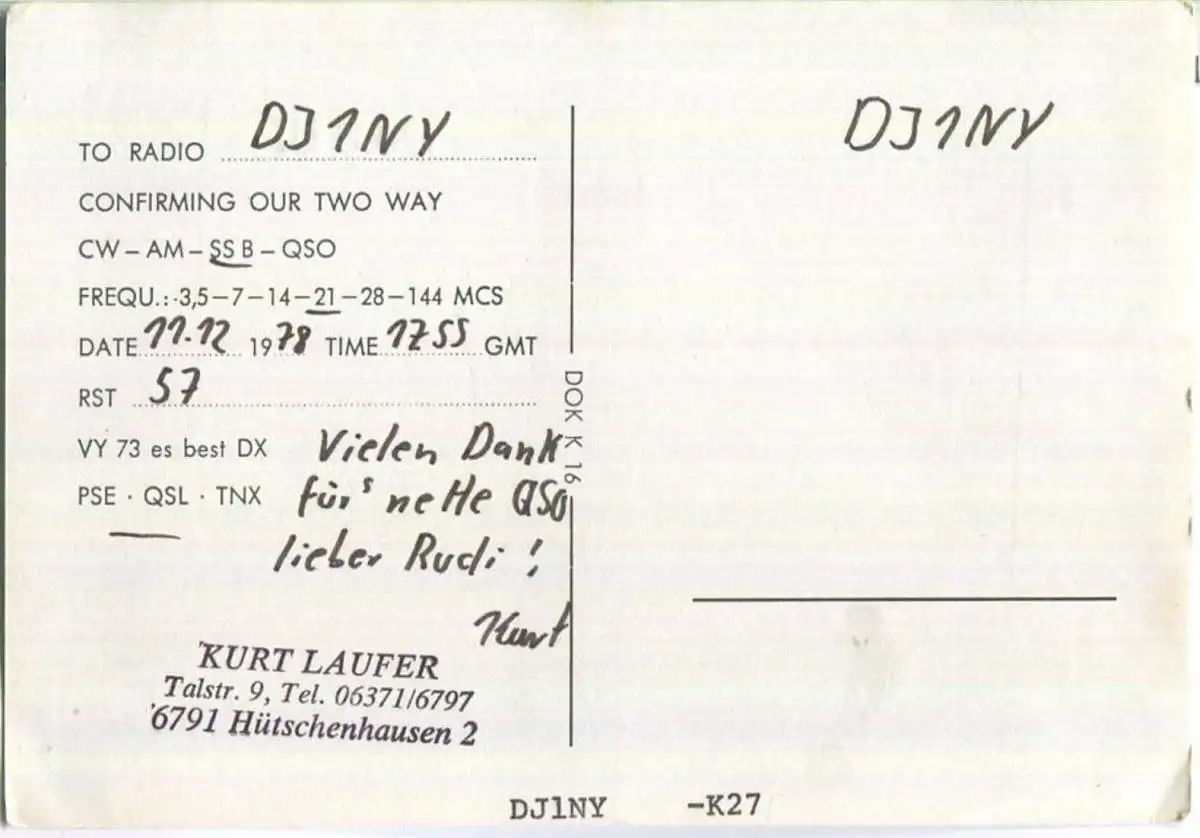 TO RADIO DJ1NY
CONFIRMING OUR TWO WAY
CW – AM – SSB – QSO
FREQU.: 3,5 – 7 – 14 – 21 – 28 – 144 MCS
DATE 11.12 1978 TIME 1755 GMT
RST 57
VY 73 es best DX Vielen Dank
PSE · QSL · TNX für's nette QSO
lieber Rudi!
Kurt
KURT LAUFER
Talstr. 9, Tel. 06371/6797
6791 Hütschenhausen 2
DOK K 16
DJ1NY
DJ1NY -K27